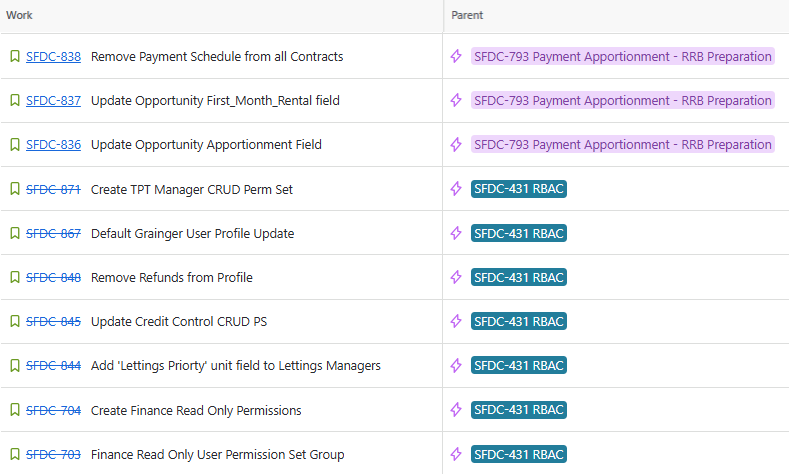 Work Parent
SFDC-838 Remove Payment Schedule from all Contracts SFDC-793 Payment Apportionment - RRB Preparation
SFDC-837 Update Opportunity First_Month_Rental field SFDC-793 Payment Apportionment - RRB Preparation
SFDC-836 Update Opportunity Apportionment Field SFDC-793 Payment Apportionment - RRB Preparation
SFDC-871 Create TPT Manager CRUD Perm Set SFDC-431 RBAC
SFDC-867 Default Grainger User Profile Update SFDC-431 RBAC
SFDC-848 Remove Refunds from Profile SFDC-431 RBAC
SFDC-845 Update Credit Control CRUD PS SFDC-431 RBAC
SFDC-844 Add 'Lettings Priorty' unit field to Lettings Managers SFDC-431 RBAC
SFDC-704 Create Finance Read Only Permissions SFDC-431 RBAC
SFDC-703 Finance Read Only User Permission Set Group SFDC-431 RBAC